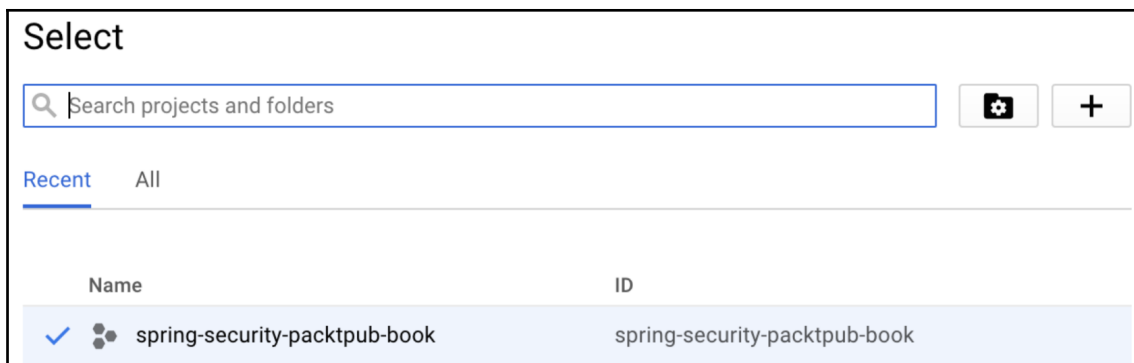 Select
Search projects and folders
Recent All
Name ID
spring-security-packtpub-book spring-security-packtpub-book